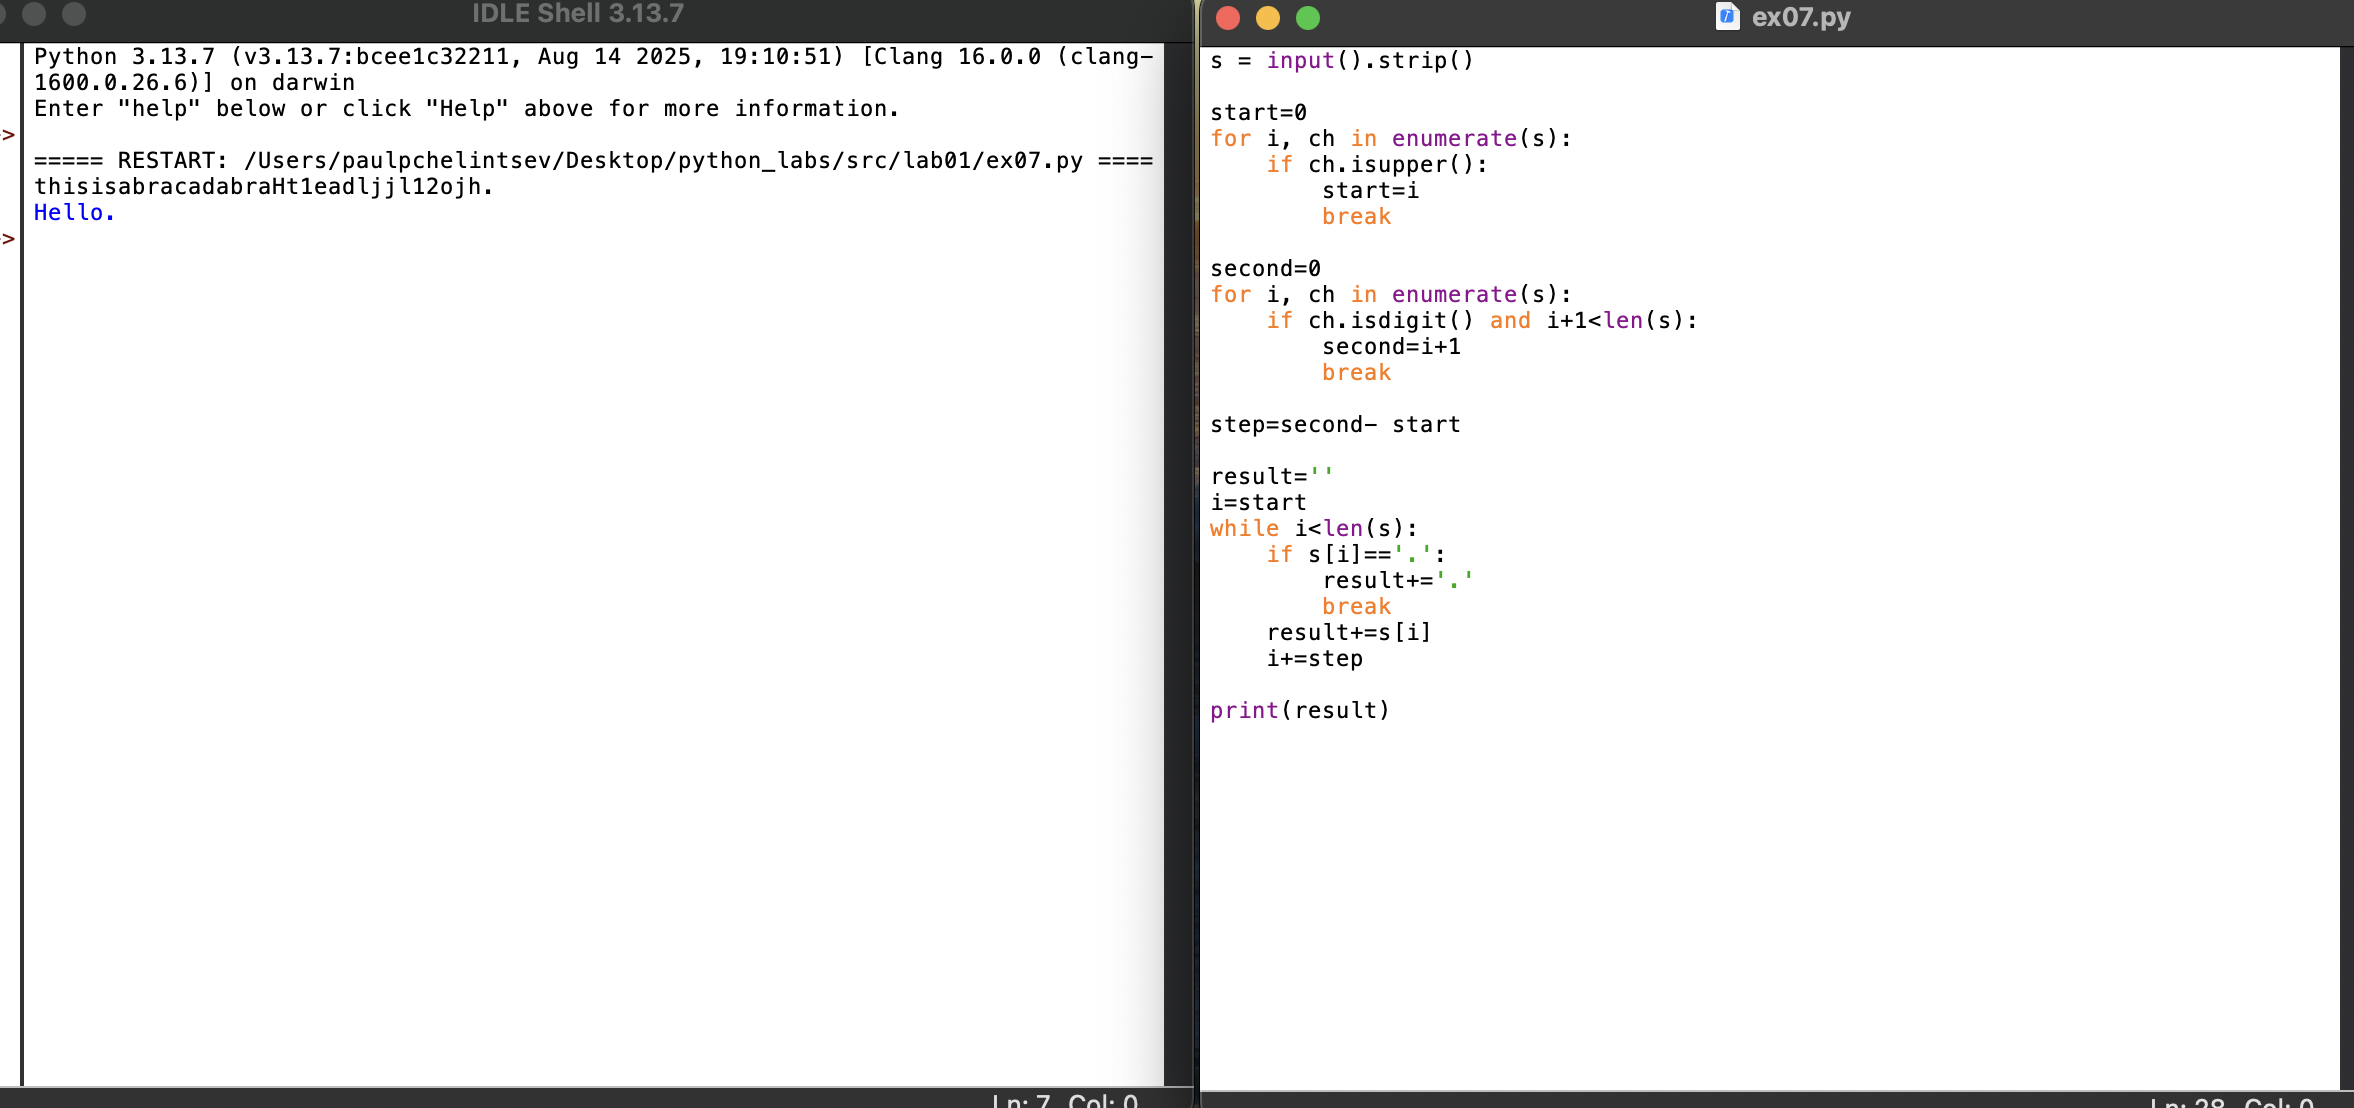 IDLE Shell 3.13.7
Python 3.13.7 (v3.13.7:bcee1c32211, Aug 14 2025, 19:10:51) [Clang 16.0.0 (clang-
1600.0.26.6)] on darwin
Enter "help" below or click "Help" above for more information.
>
===== RESTART: /Users/paulpchelintsev/Desktop/python_labs/src/lab01/ex07.py ====
thisisabracadabraHt1eadljjl12ojh.
Hello.
>
Ln: 7 Col: 0
ex07.py
s = input().strip()

start=0
for i, ch in enumerate(s):
    if ch.isupper():
        start=i
        break

second=0
for i, ch in enumerate(s):
    if ch.isdigit() and i+1<len(s):
        second=i+1
        break

step=second- start

result=''
i=start
while i<len(s):
    if s[i]=='.':
        result+='.'
        break
    result+=s[i]
    i+=step

print(result)
Ln: 28 Col: 0